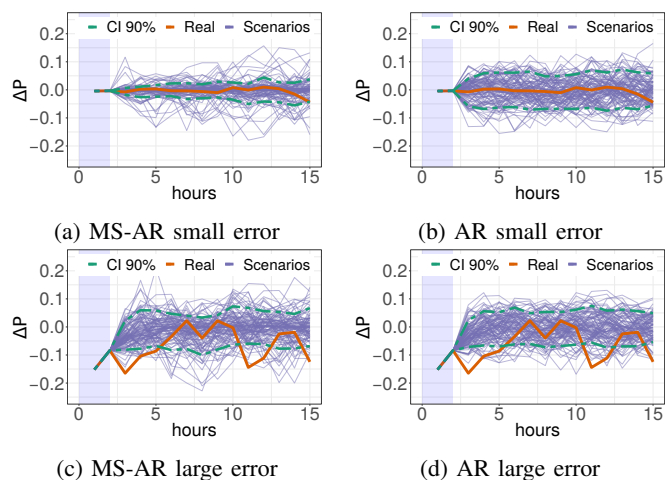 CI 90% Real Scenarios
CI 90% Real Scenarios
0.2
0.1
0.0
−0.1
−0.2
ΔP
5 10 15
hours
0.2
0.1
0.0
−0.1
−0.2
ΔP
5 10 15
hours
(a) MS-AR small error
(b) AR small error
CI 90% Real Scenarios
CI 90% Real Scenarios
0.2
0.1
0.0
−0.1
−0.2
ΔP
5 10 15
hours
0.2
0.1
0.0
−0.1
−0.2
ΔP
5 10 15
hours
(c) MS-AR large error
(d) AR large error